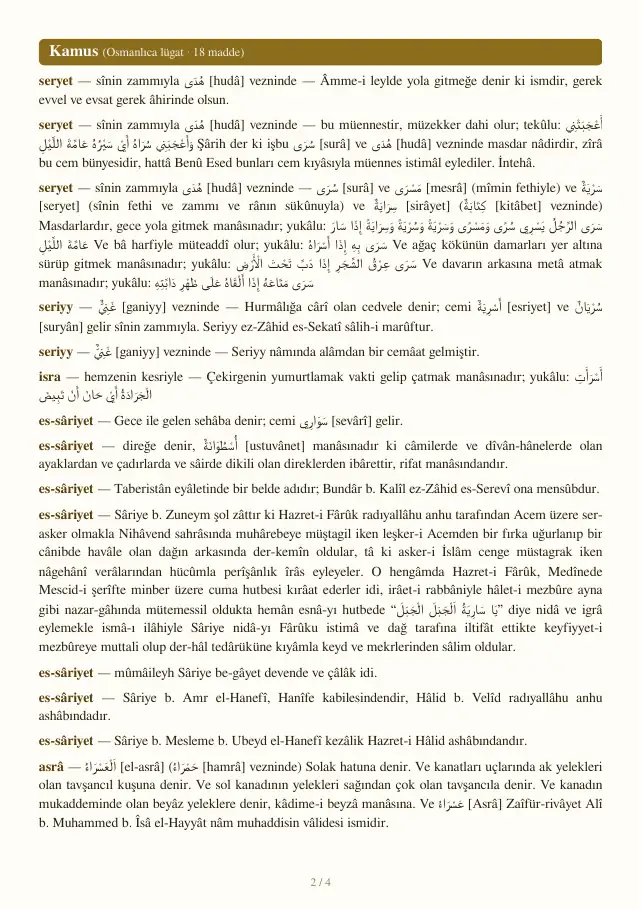 Kamus (Osmanlıca lügat · 18 madde)
seryet — sînin zammıyla هُدَى [hudâ] vezninde — Âmme-i leylde yola gitmeğe denir ki ismdir, gerek
evvel ve evsat gerek âhirinde olsun.
seryet — sînin zammıyla هُدَى [hudâ] vezninde — bu müennestir, müzekker dahi olur; tekûlu: أَعْجَبَتْنِي
وَأَعْجَبَنِي سُرَاهُ أَيْ سَيْرُهُ عَامَّةَ اللَّيْلِ Şârih der ki işbu سُرَى [surâ] ve هُدَى [hudâ] vezninde masdar nâdirdir, zîrâ
bu cem bünyesidir, hattâ Benû Esed bunları cem kıyâsıyla müennes istimâl eylediler. İntehâ.
seryet — sînin zammıyla هُدَى [hudâ] vezninde — سُرَى [surâ] ve مَسْرَى [mesrâ] (mîmin fethiyle) ve سَرْيَةٌ
[seryet] (sînin fethi ve zammı ve rânın sükûnuyla) ve سِرَايَةٌ [sirâyet] (كِتَابَةٌ [kitâbet] vezninde)
Masdarlardır, gece yola gitmek manâsınadır; yukâlu: سَرَى الرَّجُلُ يَسْرِي سُرًى وَمَسْرًى وَسَرْيَةً وَسُرْيَةً وَسِرَايَةً إِذَا سَارَ
عَامَّةَ اللَّيْلِ Ve bâ harfiyle müteaddî olur; yukâlu: سَرَى بِهِ إِذَا أَسْرَاهُ Ve ağaç kökünün damarları yer altına
sürüp gitmek manâsınadır; yukâlu: سَرَى عِرْقُ الشَّجَرِ إِذَا دَبَّ تَحْتَ الْأَرْضِ Ve davarın arkasına metâ atmak
manâsınadır; yukâlu: سَرَى مَتَاعَهُ إِذَا أَلْقَاهُ عَلَى ظَهْرِ دَابَّتِهِ
seriyy — غَنِيٌّ [ganiyy] vezninde — Hurmâlığa cârî olan cedvele denir; cemi أَسْرِيَةٌ [esriyet] ve سُرْيَانٌ
[suryân] gelir sînin zammıyla. Seriyy ez-Zâhid es-Sekatî sâlih-i marûftur.
seriyy — غَنِيٌّ [ganiyy] vezninde — Seriyy nâmında alâmdan bir cemâat gelmiştir.
isra — hemzenin kesriyle — Çekirgenin yumurtlamak vakti gelip çatmak manâsınadır; yukâlu: أَسْرَأَتِ
الْجَرَادَةُ أَيْ حَانَ أَنْ تَبِيضَ
es-sâriyet — Gece ile gelen sehâba denir; cemi سَوَارِي [sevârî] gelir.
es-sâriyet — direğe denir, أُسْطُوَانَةٌ [ustuvânet] manâsınadır ki câmilerde ve dîvân-hânelerde olan
ayaklardan ve çadırlarda ve sâirde dikili olan direklerden ibârettir, rifat manâsındandır.
es-sâriyet — Taberistân eyâletinde bir belde adıdır; Bundâr b. Kalîl ez-Zâhid es-Serevî ona mensûbdur.
es-sâriyet — Sâriye b. Zuneym şol zâttır ki Hazret-i Fârûk radıyallâhu anhu tarafından Acem üzere ser-
asker olmakla Nihâvend sahrâsında muhârebeye müştagil iken leşker-i Acemden bir fırka uğurlanıp bir
cânibde havâle olan dağın arkasında der-kemîn oldular, tâ ki asker-i İslâm cenge müstagrak iken
nâgehânî verâlarından hücûmla perîşânlık îrâs eyleyeler. O hengâmda Hazret-i Fârûk, Medînede
Mescid-i şerîfte minber üzere cuma hutbesi kırâat ederler idi, irâet-i rabbâniyle hâlet-i mezbûre ayna
gibi nazar-gâhında mütemessil oldukta hemân esnâ-yı hutbede “يَا سَارِيَةُ اَلْجَبَلَ الْجَبَلَ” diye nidâ ve igrâ
eylemekle ismâ-ı ilâhiyle Sâriye nidâ-yı Fârûku istimâ ve dağ tarafına iltifât ettikte keyfiyyet-i
mezbûreye muttali olup der-hâl tedârüküne kıyâmla keyd ve mekrlerinden sâlim oldular.
es-sâriyet — mûmâileyh Sâriye be-gâyet devende ve çâlâk idi.
es-sâriyet — Sâriye b. Amr el-Hanefî, Hanîfe kabilesindendir, Hâlid b. Velîd radıyallâhu anhu
ashâbındadır.
es-sâriyet — Sâriye b. Mesleme b. Ubeyd el-Hanefî kezâlik Hazret-i Hâlid ashâbındandır.
asrâ — اَلْعَسْرَاءُ [el-asrâ] (حَمْرَاءُ [hamrâ] vezninde) Solak hatuna denir. Ve kanatları uçlarında ak yelekleri
olan tavşancıl kuşuna denir. Ve sol kanadının yelekleri sağından çok olan tavşancıla denir. Ve kanadın
mukaddeminde olan beyâz yeleklere denir, kâdime-i beyzâ manâsına. Ve عَسْرَاءُ [Asrâ] Zaîfür-rivâyet Alî
b. Muhammed b. Îsâ el-Hayyât nâm muhaddisin vâlidesi ismidir.
2 / 4